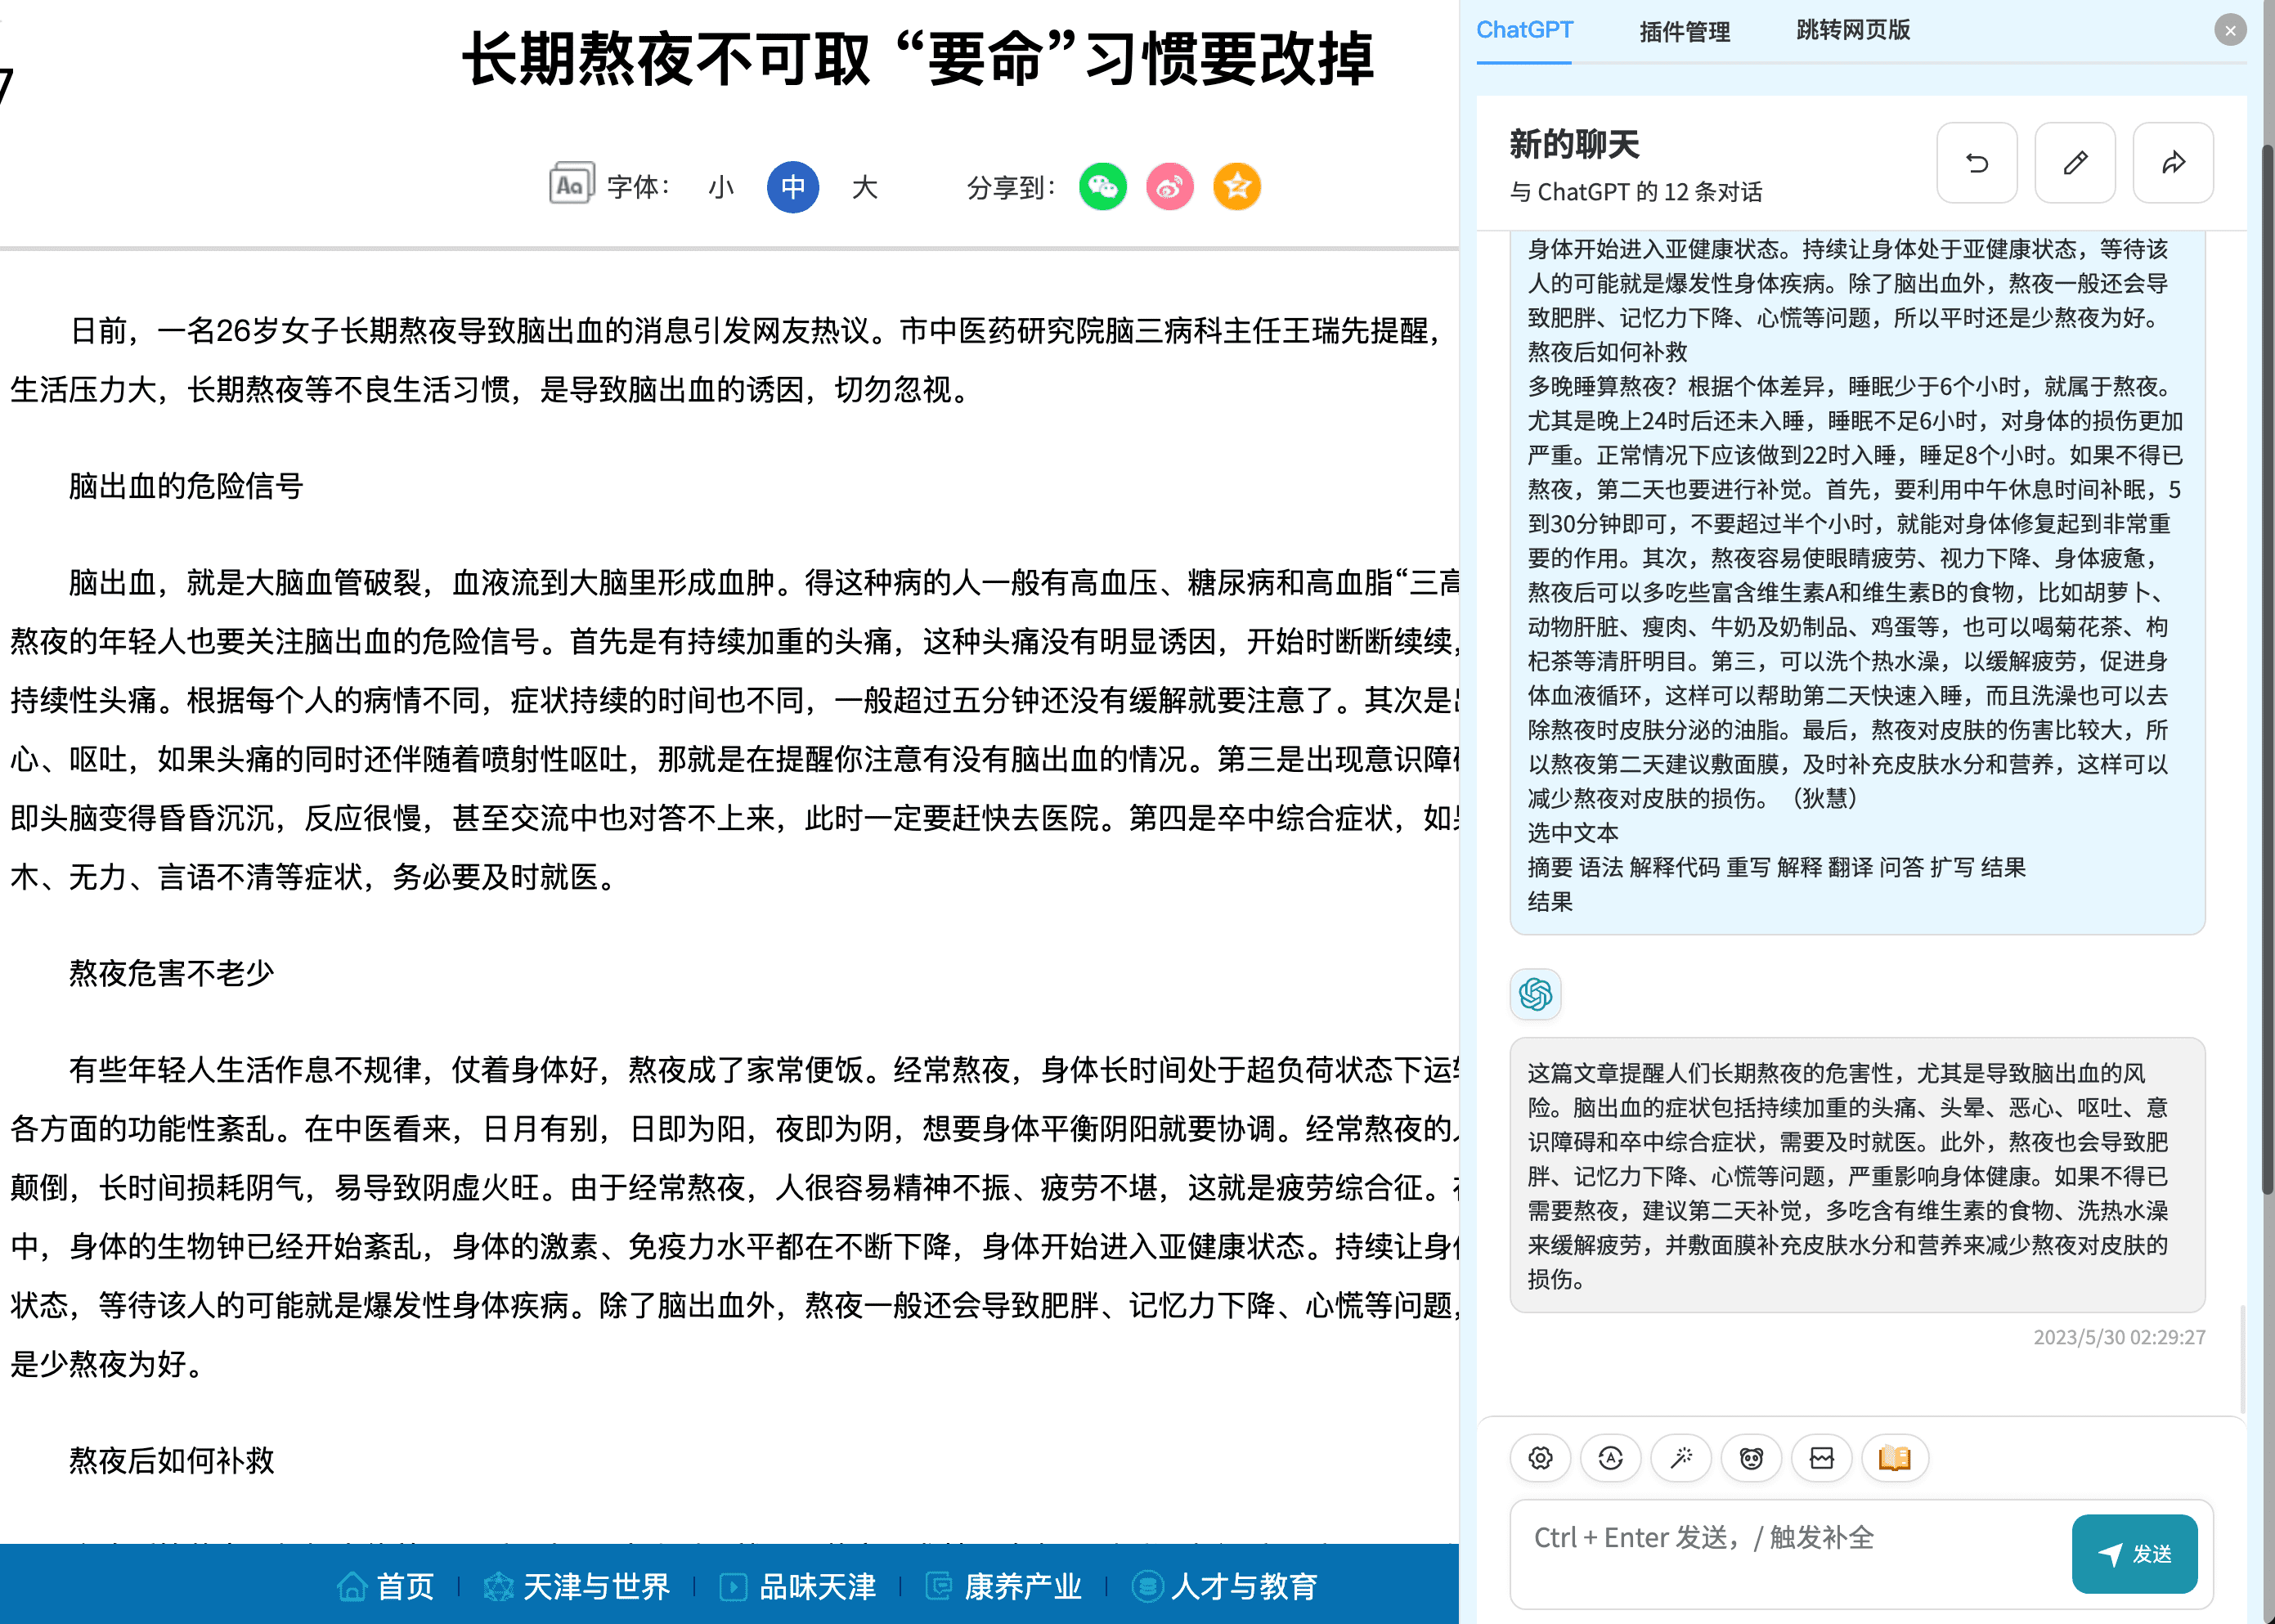 7
长期熬夜不可取 “要命”习惯要改掉
Aa 字体： 小 中 大 分享到：
日前，一名26岁女子长期熬夜导致脑出血的消息引发网友热议。市中医药研究院脑三病科主任王瑞先提醒，
生活压力大，长期熬夜等不良生活习惯，是导致脑出血的诱因，切勿忽视。
脑出血的危险信号
脑出血，就是大脑血管破裂，血液流到大脑里形成血肿。得这种病的人一般有高血压、糖尿病和高血脂“三高
熬夜的年轻人也要关注脑出血的危险信号。首先是有持续加重的头痛，这种头痛没有明显诱因，开始时断断续续，
持续性头痛。根据每个人的病情不同，症状持续的时间也不同，一般超过五分钟还没有缓解就要注意了。其次是
心、呕吐，如果头痛的同时还伴随着喷射性呕吐，那就是在提醒你注意有没有脑出血的情况。第三是出现意识障
即头脑变得昏昏沉沉，反应很慢，甚至交流中也对答不上来，此时一定要赶快去医院。第四是卒中综合症状，如
木、无力、言语不清等症状，务必要及时就医。
熬夜危害不老少
有些年轻人生活作息不规律，仗着身体好，熬夜成了家常便饭。经常熬夜，身体长时间处于超负荷状态下运
各方面的功能性紊乱。在中医看来，日月有别，日即为阳，夜即为阴，想要身体平衡阴阳就要协调。经常熬夜的
颠倒，长时间损耗阴气，易导致阴虚火旺。由于经常熬夜，人很容易精神不振、疲劳不堪，这就是疲劳综合征。
中，身体的生物钟已经开始紊乱，身体的激素、免疫力水平都在不断下降，身体开始进入亚健康状态。持续让身
状态，等待该人的可能就是爆发性身体疾病。除了脑出血外，熬夜一般还会导致肥胖、记忆力下降、心慌等问题，
是少熬夜为好。
熬夜后如何补救
首页 天津与世界 品味天津 康养产业 人才与教育
ChatGPT 插件管理 跳转网页版
新的聊天
与 ChatGPT 的 12 条对话
身体开始进入亚健康状态。持续让身体处于亚健康状态，等待该
人的可能就是爆发性身体疾病。除了脑出血外，熬夜一般还会导
致肥胖、记忆力下降、心慌等问题，所以平时还是少熬夜为好。
熬夜后如何补救
多晚睡算熬夜？根据个体差异，睡眠少于6个小时，就属于熬夜。
尤其是晚上24时后还未入睡，睡眠不足6小时，对身体的损伤更加
严重。正常情况下应该做到22时入睡，睡足8个小时。如果不得已
熬夜，第二天也要进行补觉。首先，要利用中午休息时间补眠，5
到30分钟即可，不要超过半个小时，就能对身体修复起到非常重
要的作用。其次，熬夜容易使眼睛疲劳、视力下降、身体疲惫，
熬夜后可以多吃些富含维生素A和维生素B的食物，比如胡萝卜、
动物肝脏、瘦肉、牛奶及奶制品、鸡蛋等，也可以喝菊花茶、枸
杞茶等清肝明目。第三，可以洗个热水澡，以缓解疲劳，促进身
体血液循环，这样可以帮助第二天快速入睡，而且洗澡也可以去
除熬夜时皮肤分泌的油脂。最后，熬夜对皮肤的伤害比较大，所
以熬夜第二天建议敷面膜，及时补充皮肤水分和营养，这样可以
减少熬夜对皮肤的损伤。（狄慧）
选中文本
摘要 语法 解释代码 重写 解释 翻译 问答 扩写 结果
结果
这篇文章提醒人们长期熬夜的危害性，尤其是导致脑出血的风
险。脑出血的症状包括持续加重的头痛、头晕、恶心、呕吐、意
识障碍和卒中综合症状，需要及时就医。此外，熬夜也会导致肥
胖、记忆力下降、心慌等问题，严重影响身体健康。如果不得已
需要熬夜，建议第二天补觉，多吃含有维生素的食物、洗热水澡
来缓解疲劳，并敷面膜补充皮肤水分和营养来减少熬夜对皮肤的
损伤。
2023/5/30 02:29:27
Ctrl + Enter 发送，/ 触发补全
发送